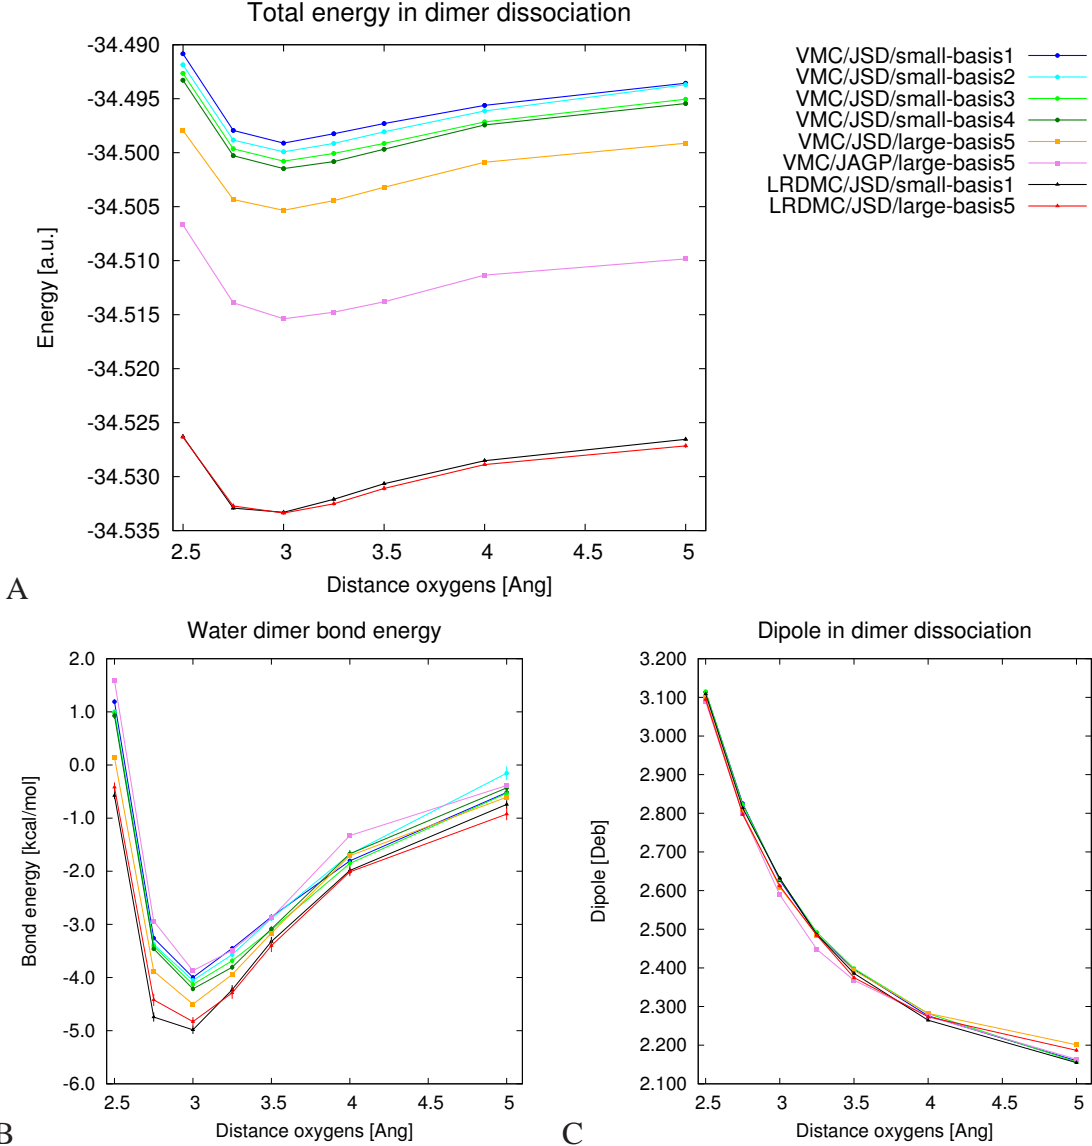 Total energy in dimer dissociation
-34.490
-34.495
-34.500
-34.505
-34.510
-34.515
-34.520
-34.525
-34.530
-34.535
Energy [a.u.]
2.5 3 3.5 4 4.5 5
Distance oxygens [Ang]
A
VMC/JSD/small-basis1
VMC/JSD/small-basis2
VMC/JSD/small-basis3
VMC/JSD/small-basis4
VMC/JSD/large-basis5
VMC/JAGP/large-basis5
LRDMC/JSD/small-basis1
LRDMC/JSD/large-basis5
Water dimer bond energy
2.0
1.0
0.0
-1.0
-2.0
-3.0
-4.0
-5.0
-6.0
Bond energy [kcal/mol]
2.5 3 3.5 4 4.5 5
Distance oxygens [Ang]
B
Dipole in dimer dissociation
3.200
3.100
3.000
2.900
2.800
2.700
2.600
2.500
2.400
2.300
2.200
2.100
Dipole [Deb]
2.5 3 3.5 4 4.5 5
Distance oxygens [Ang]
C